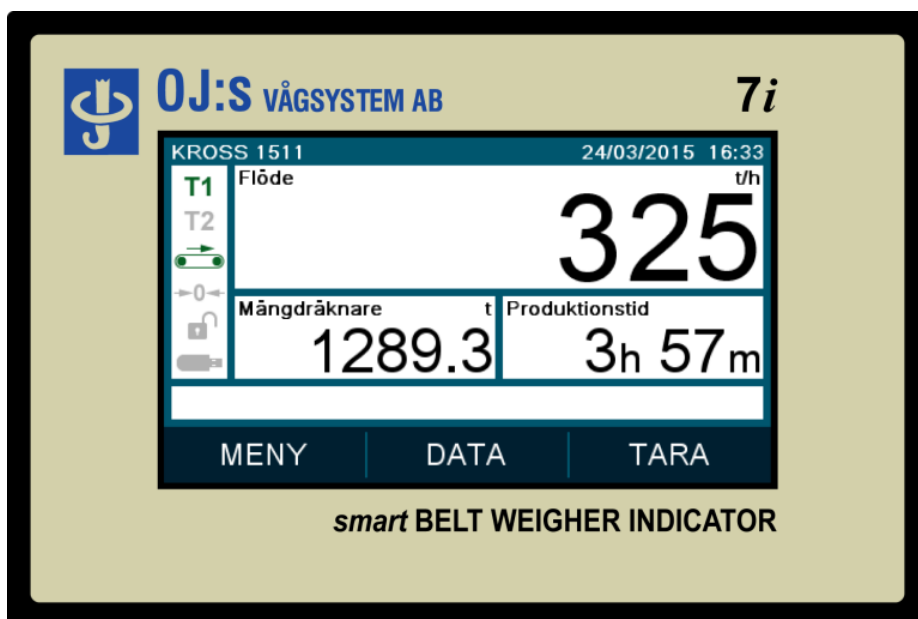 OJ:S VÅGSYSTEM AB 7i
KROSS 1511 24/03/2015 16:33
T1
T2
Flöde t/h
325
→0←
Mängdräknare t
1289.3
Produktionstid
3h 57m
MENY DATA TARA
smart BELT WEIGHER INDICATOR